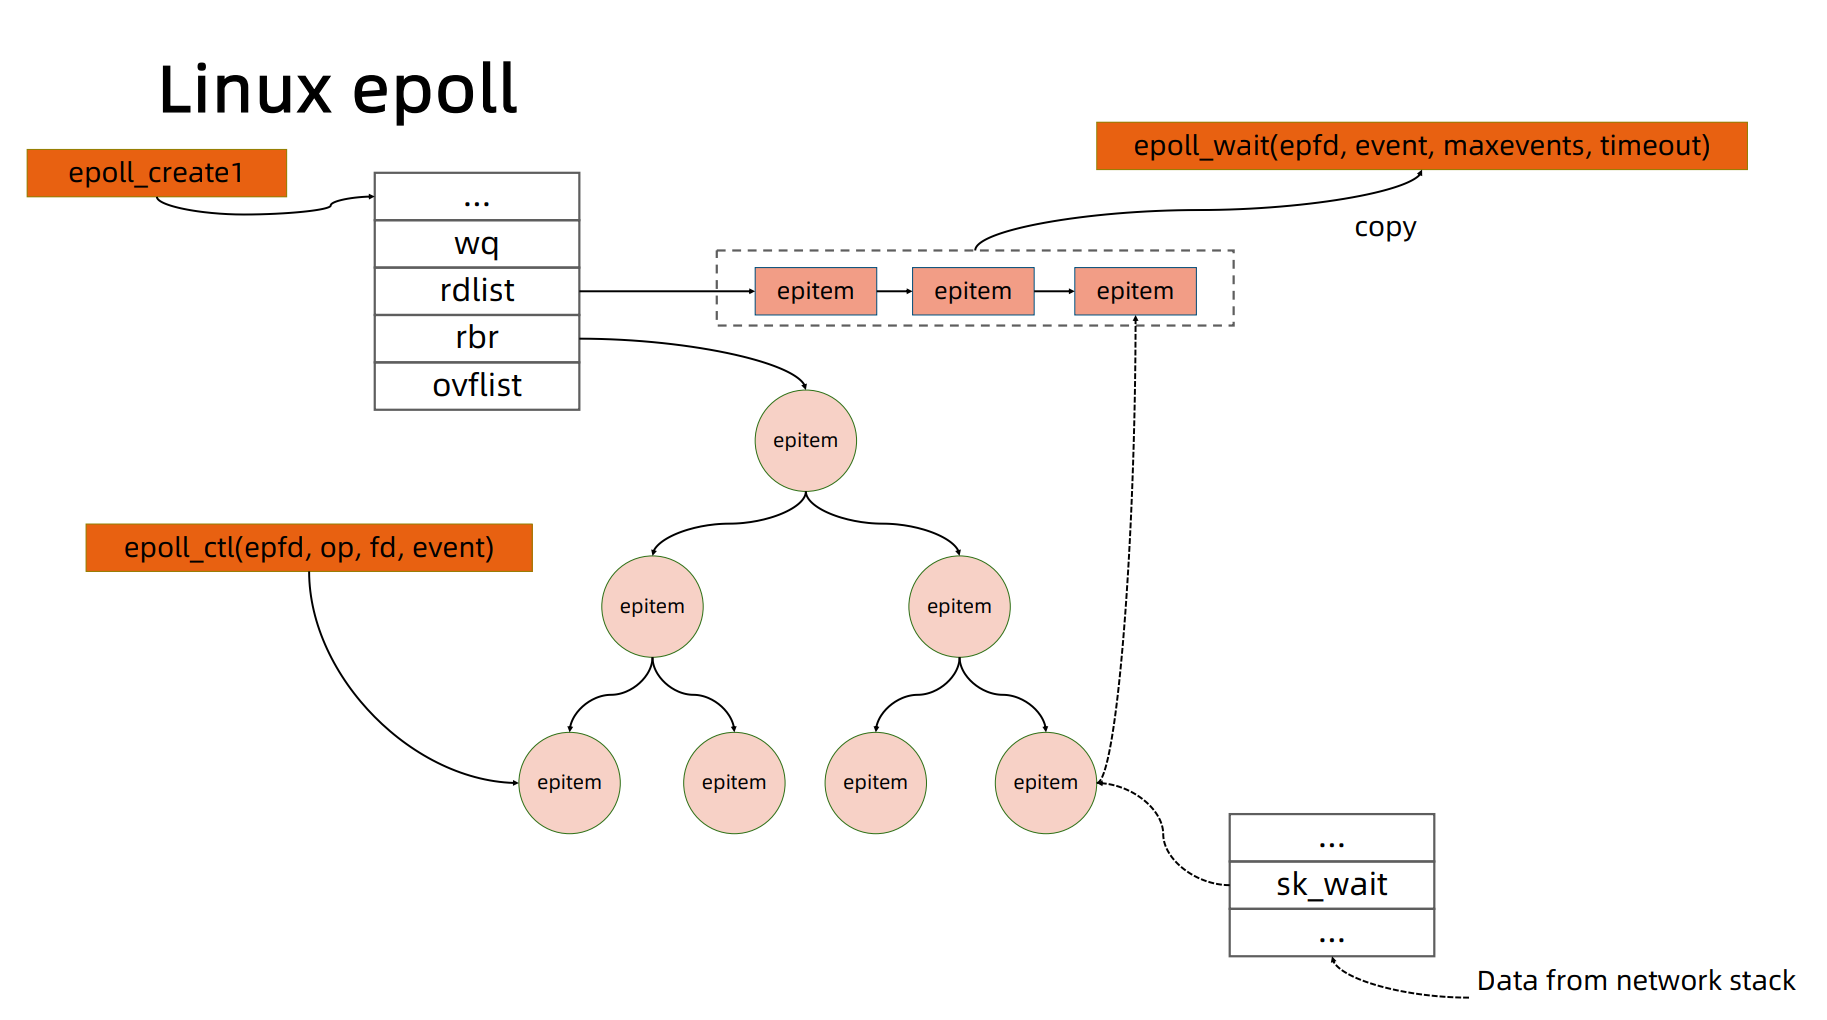 Linux epoll
epoll_create1
epoll_wait(epfd, event, maxevents, timeout)
...
wq
rdlist
rbr
ovflist
copy
epitem
epitem
epitem
epitem
epoll_ctl(epfd, op, fd, event)
epitem
epitem
epitem
epitem
epitem
epitem
...
sk_wait
...
Data from network stack